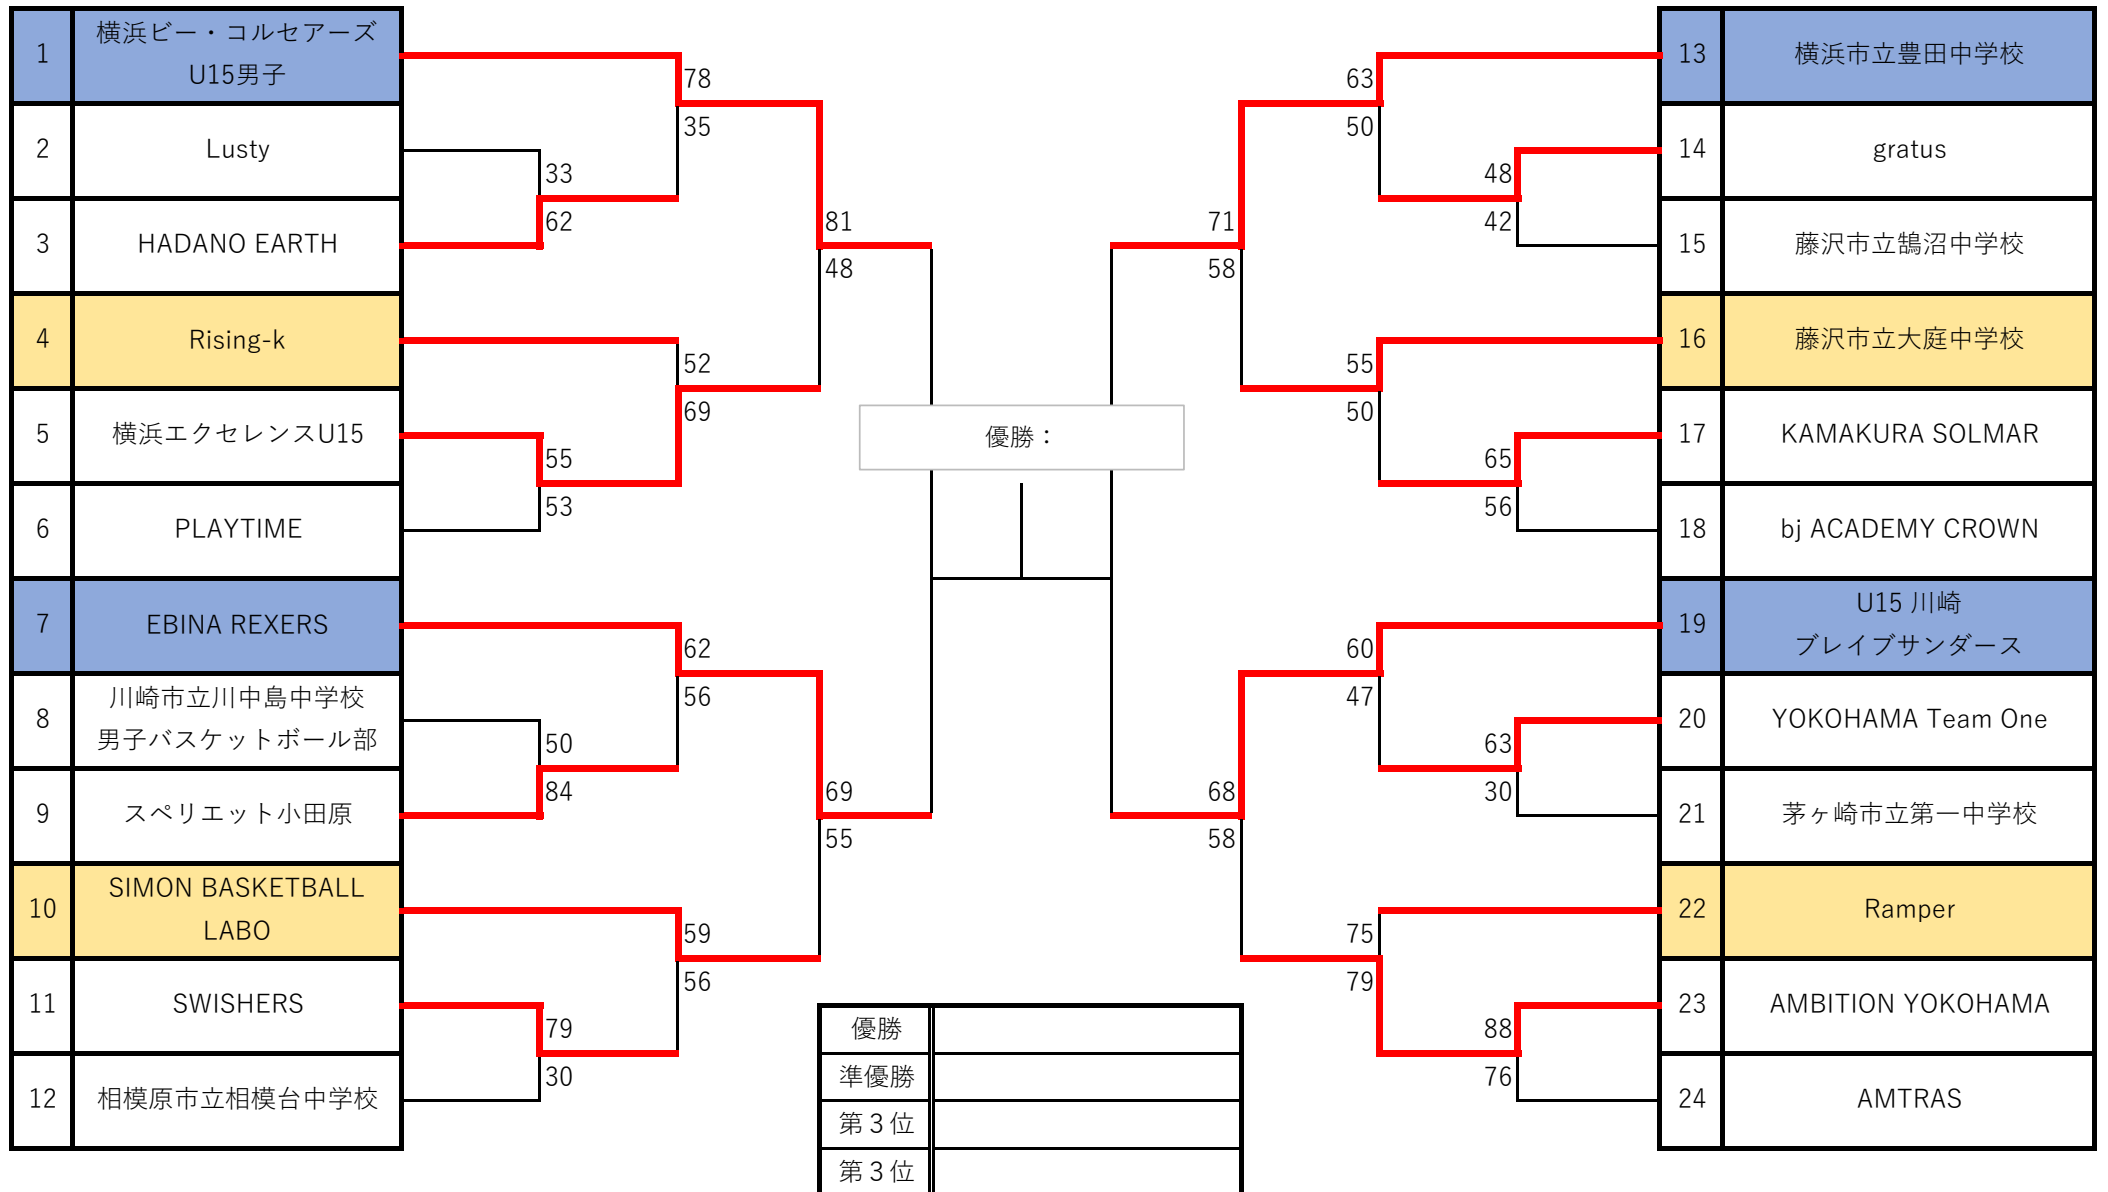 1
横浜ビー・コルセアーズ
U15男子
2
Lusty
3
HADANO EARTH
4
Rising-k
5
横浜エクセレンスU15
6
PLAYTIME
7
EBINA REXERS
8
川崎市立川中島中学校
男子バスケットボール部
9
スペリエット小田原
10
SIMON BASKETBALL
LABO
11
SWISHERS
12
相模原市立相模台中学校
33
62
55
53
50
84
79
30
78
35
52
69
62
56
59
56
81
48
69
55
優勝：
71
58
68
58
63
50
55
50
60
47
75
79
48
42
65
56
63
30
88
76
13
横浜市立豊田中学校
14
gratus
15
藤沢市立鵠沼中学校
16
藤沢市立大庭中学校
17
KAMAKURA SOLMAR
18
bj ACADEMY CROWN
19
U15 川崎
ブレイブサンダース
20
YOKOHAMA Team One
21
茅ヶ崎市立第一中学校
22
Ramper
23
AMBITION YOKOHAMA
24
AMTRAS
優勝
準優勝
第３位
第３位